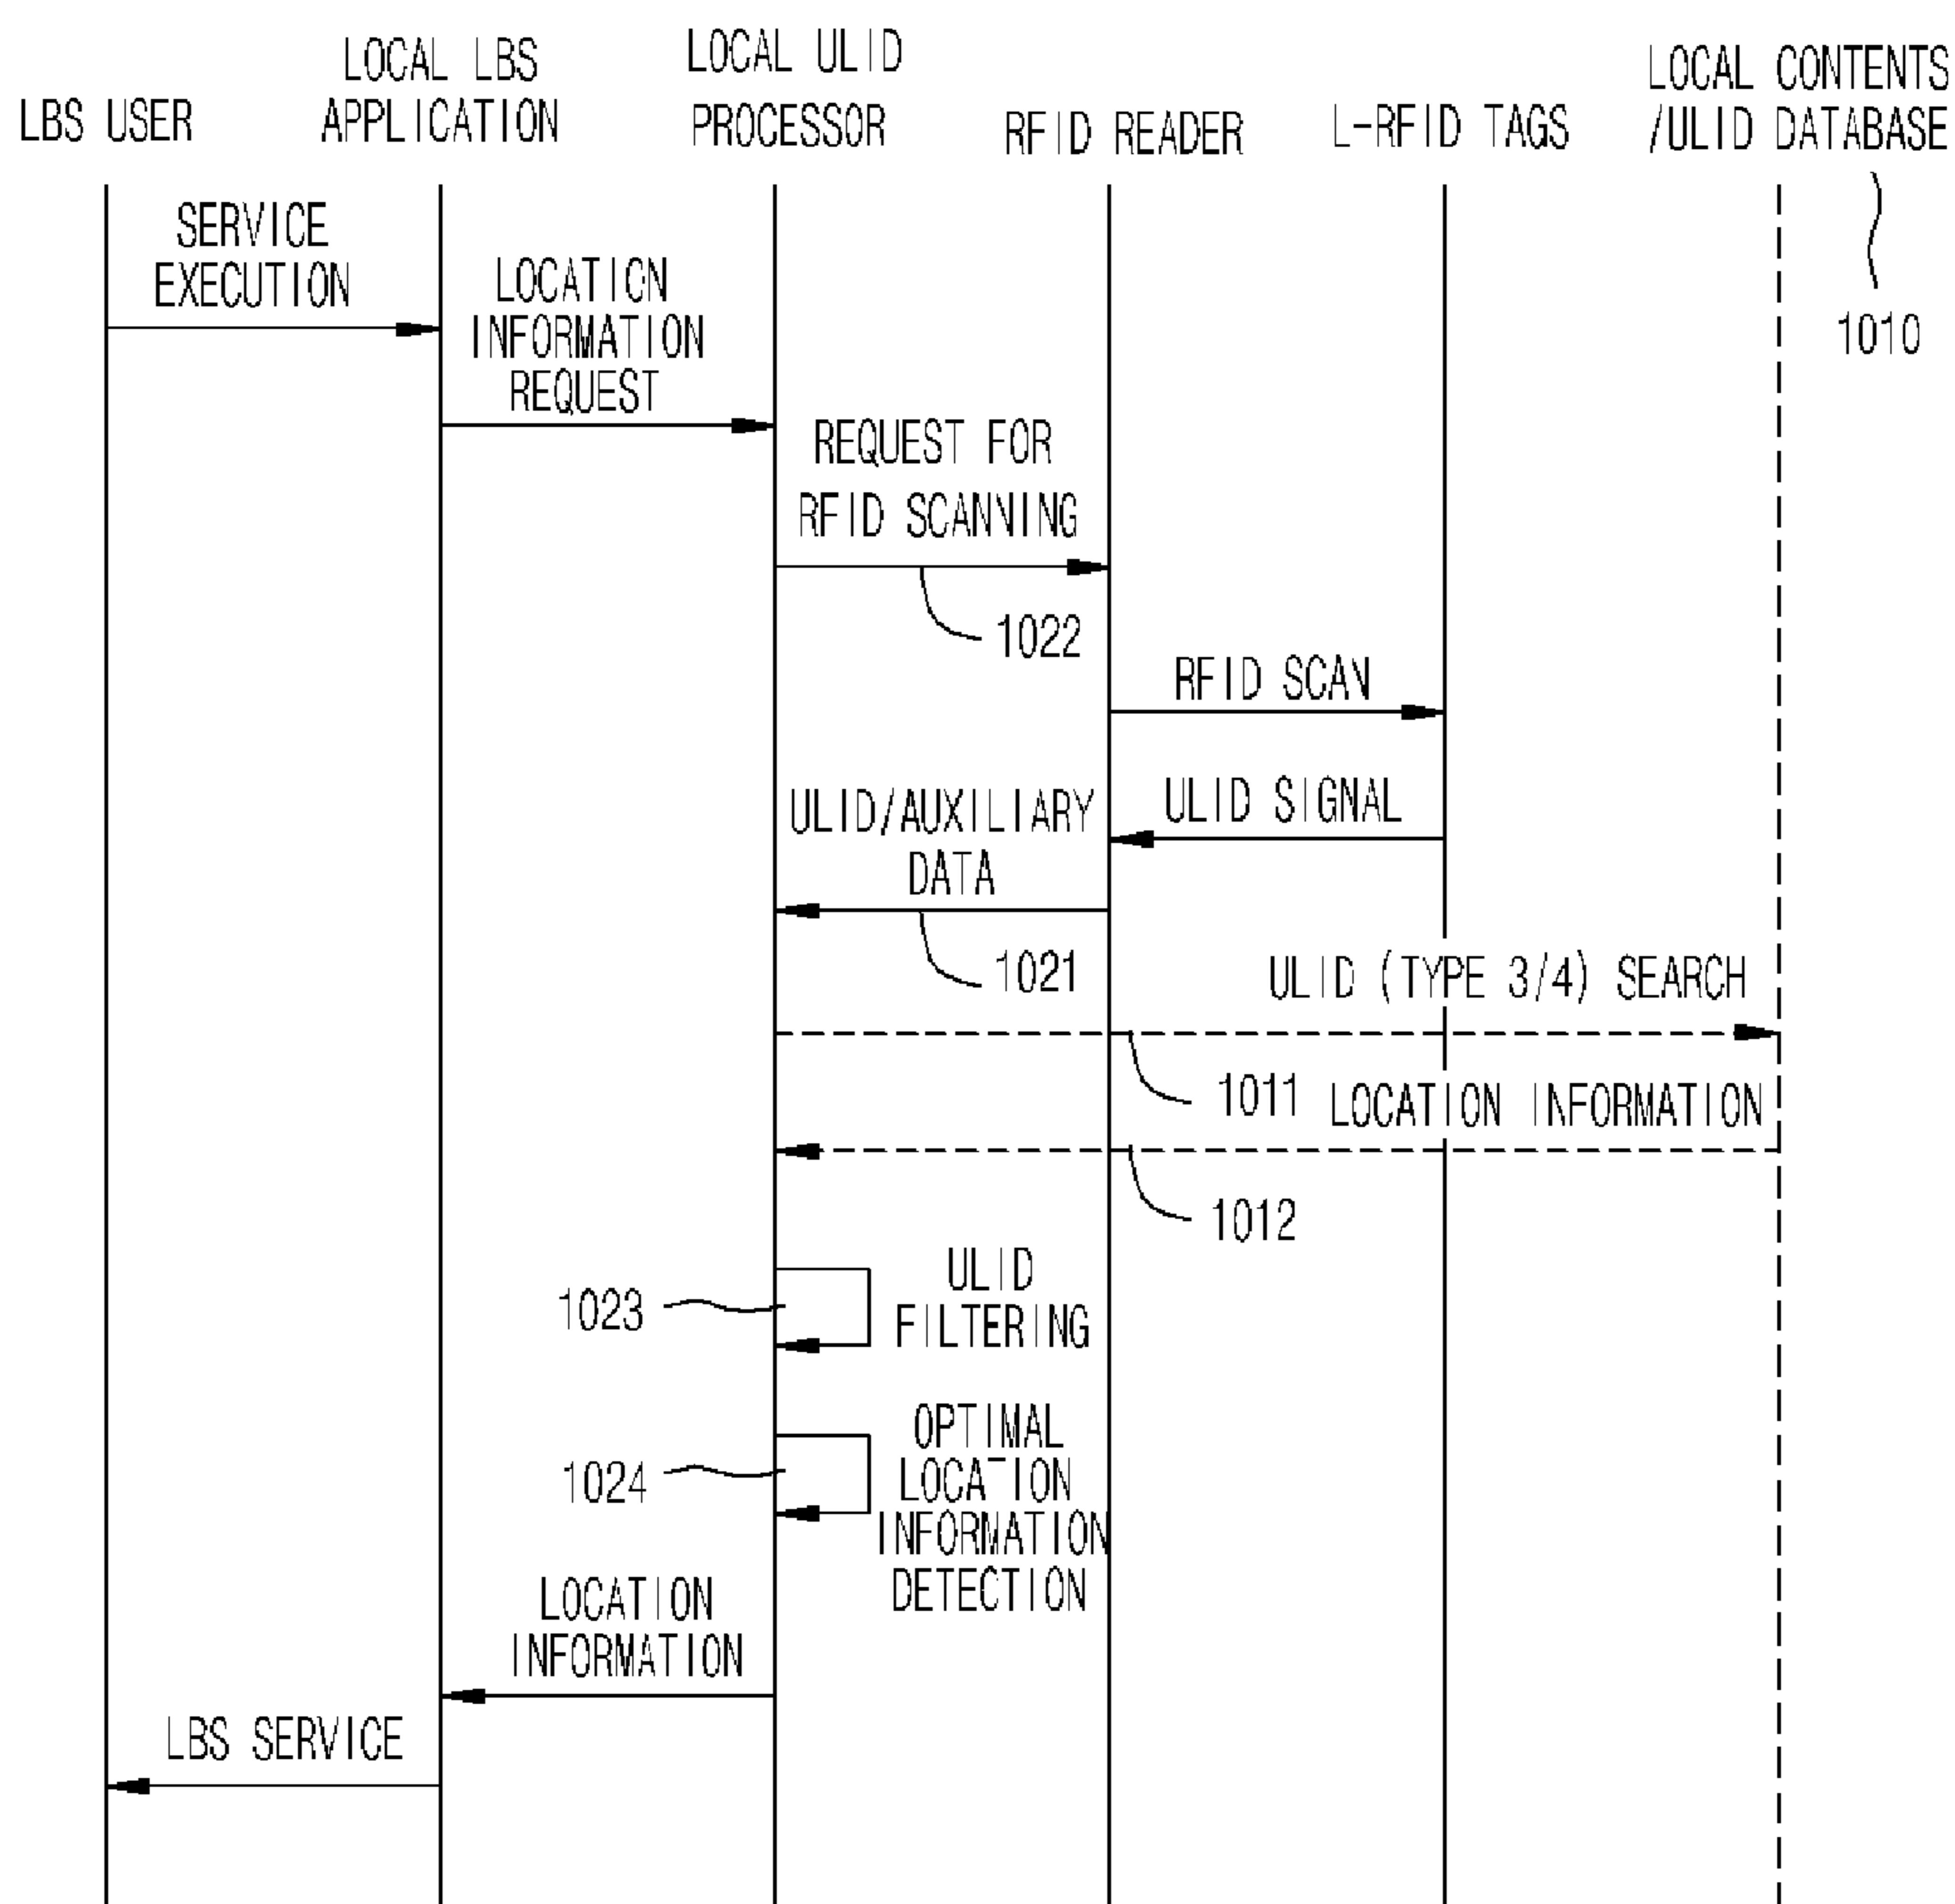 LBS USER
LOCAL LBS
APPLICATION
LOCAL ULID
PROCESSOR
RFID READER
L-RFID TAGS
LOCAL CONTENTS
/ULID DATABASE
1010
SERVICE
EXECUTION
LOCATION
INFORMATION
REQUEST
REQUEST FOR
RFID SCANNING
1022
RFID SCAN
ULID SIGNAL
ULID/AUXILIARY
DATA
1021
ULID (TYPE 3/4) SEARCH
1011
LOCATION INFORMATION
1012
1023
ULID
FILTERING
1024
OPTIMAL
LOCATION
INFORMATION
DETECTION
LOCATION
INFORMATION
LBS SERVICE